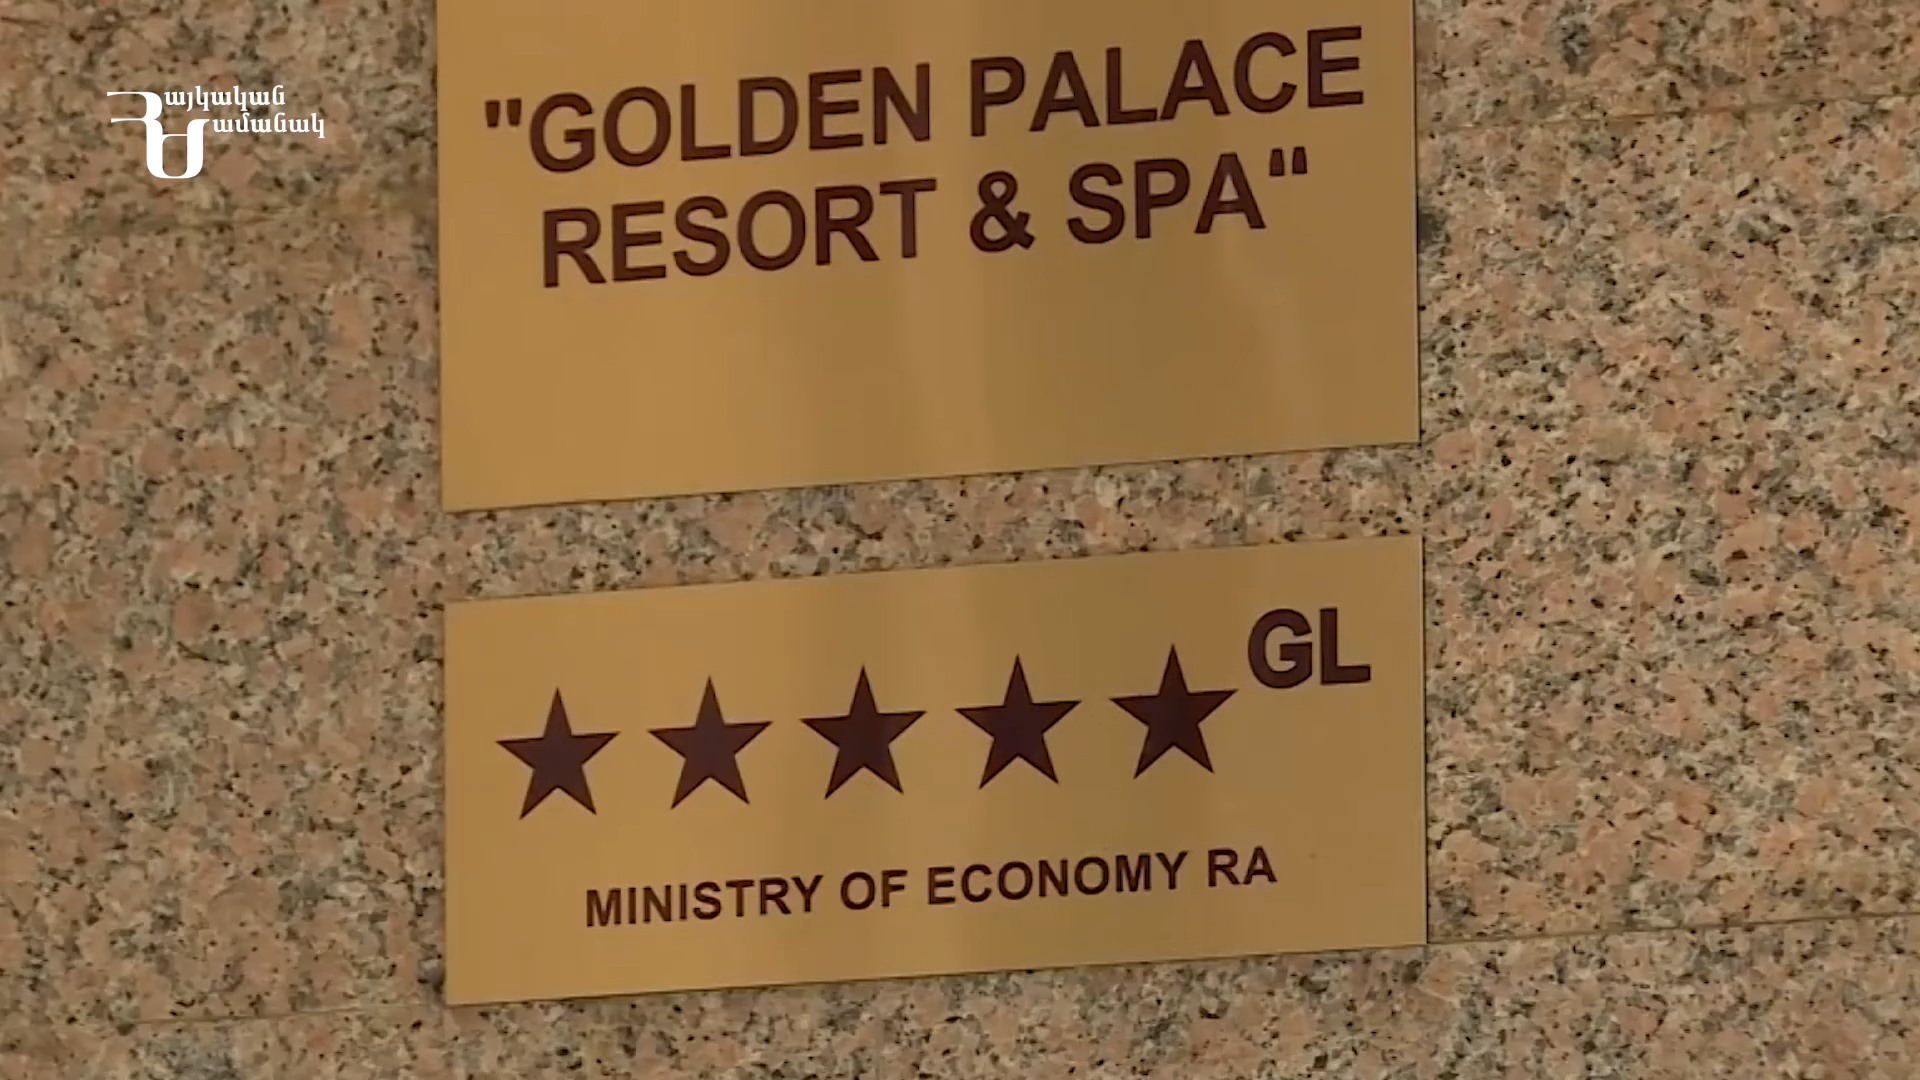 Հայկական
Ժամանակ
"GOLDEN PALACE
RESORT & SPA"
★★★★★GL
MINISTRY OF ECONOMY RA